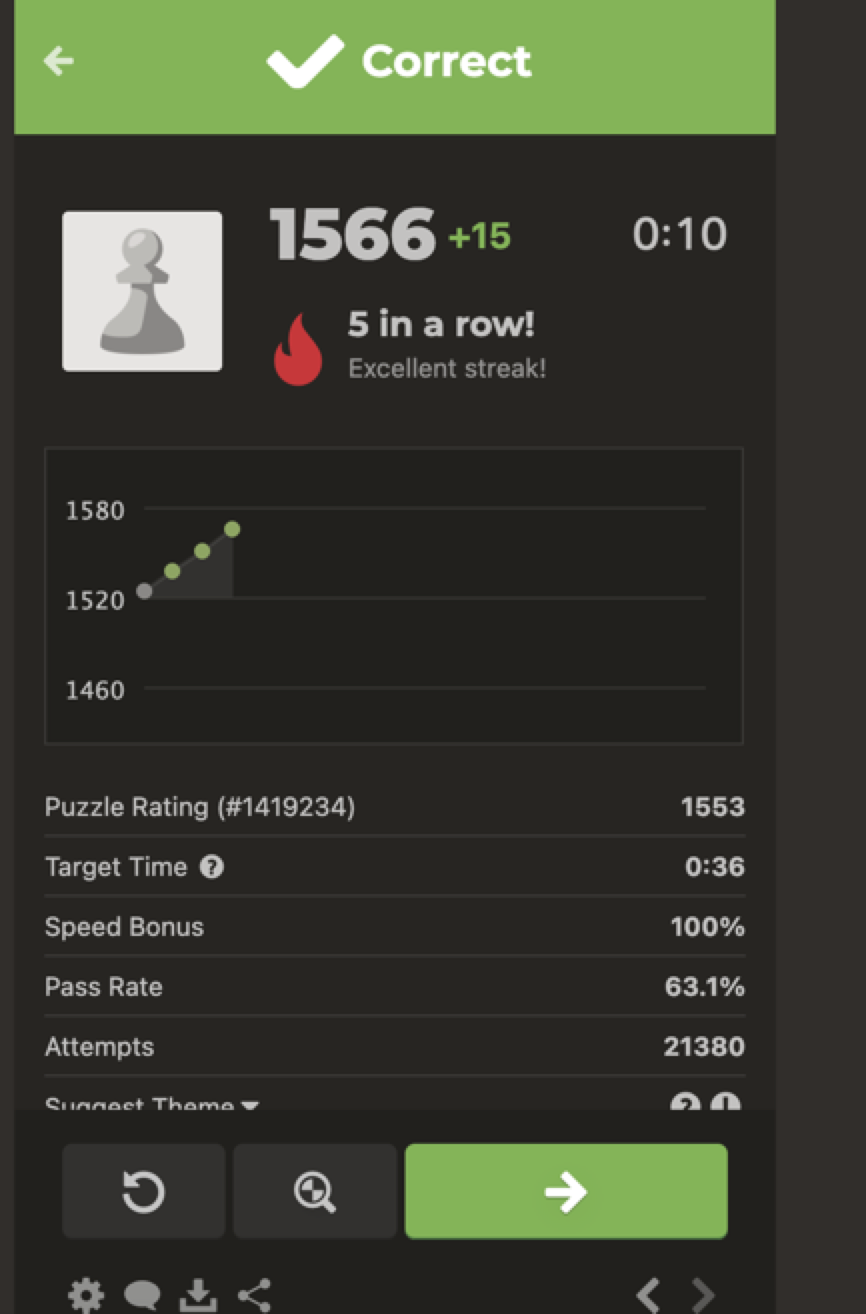 Correct
1566 +15 0:10
5 in a row!
Excellent streak!
1580
1520
1460
Puzzle Rating (#1419234) 1553
Target Time ? 0:36
Speed Bonus 100%
Pass Rate 63.1%
Attempts 21380
Suggest Theme